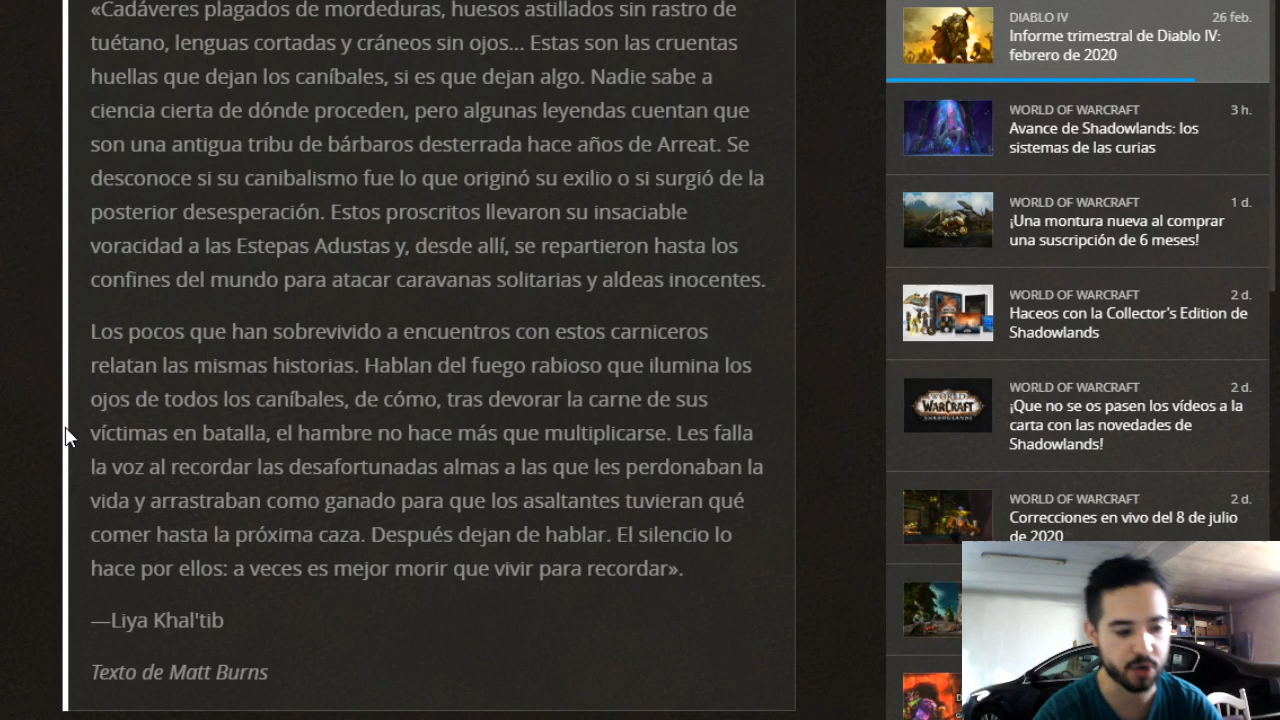 «Cadáveres plagados de mordeduras, huesos astillados sin rastro de
tuétano, lenguas cortadas y cráneos sin ojos... Estas son las cruentas
huellas que dejan los caníbales, si es que dejan algo. Nadie sabe a
ciencia cierta de dónde proceden, pero algunas leyendas cuentan que
son una antigua tribu de bárbaros desterrada hace años de Arreat. Se
desconoce si su canibalismo fue lo que originó su exilio o si surgió de la
posterior desesperación. Estos proscritos llevaron su insaciable
voracidad a las Estepas Adustas y, desde allí, se repartieron hasta los
confines del mundo para atacar caravanas solitarias y aldeas inocentes.
Los pocos que han sobrevivido a encuentros con estos carniceros
relatan las mismas historias. Hablan del fuego rabioso que ilumina los
ojos de todos los caníbales, de cómo, tras devorar la carne de sus
víctimas en batalla, el hambre no hace más que multiplicarse. Les falla
la voz al recordar las desafortunadas almas a las que les perdonaban la
vida y arrastraban como ganado para que los asaltantes tuvieran qué
comer hasta la próxima caza. Después dejan de hablar. El silencio lo
hace por ellos: a veces es mejor morir que vivir para recordar».
—Liya Khal'tib
Texto de Matt Burns
DIABLO IV 26 feb.
Informe trimestral de Diablo IV:
febrero de 2020
WORLD OF WARCRAFT 3 h.
Avance de Shadowlands: los
sistemas de las curias
WORLD OF WARCRAFT 1 d.
¡Una montura nueva al comprar
una suscripción de 6 meses!
WORLD OF WARCRAFT 2 d.
Haceos con la Collector's Edition de
Shadowlands
WORLD OF WARCRAFT 2 d.
¡Que no se os pasen los vídeos a la
carta con las novedades de
Shadowlands!
WORLD WARCRAFT
SHADOWLANDS
WORLD OF WARCRAFT 2 d.
Correcciones en vivo del 8 de julio
de 2020